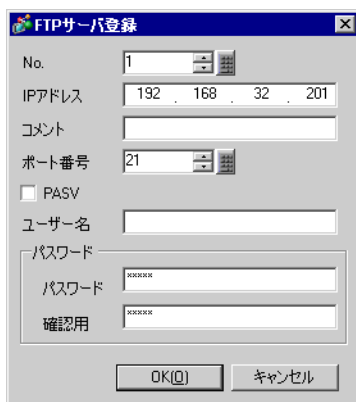 FTPサーバ登録
No. 1
IPアドレス 192 . 168 . 32 . 201
コメント
ポート番号 21
PASV
ユーザー名
パスワード
パスワード *****
確認用 *****
OK(O) キャンセル